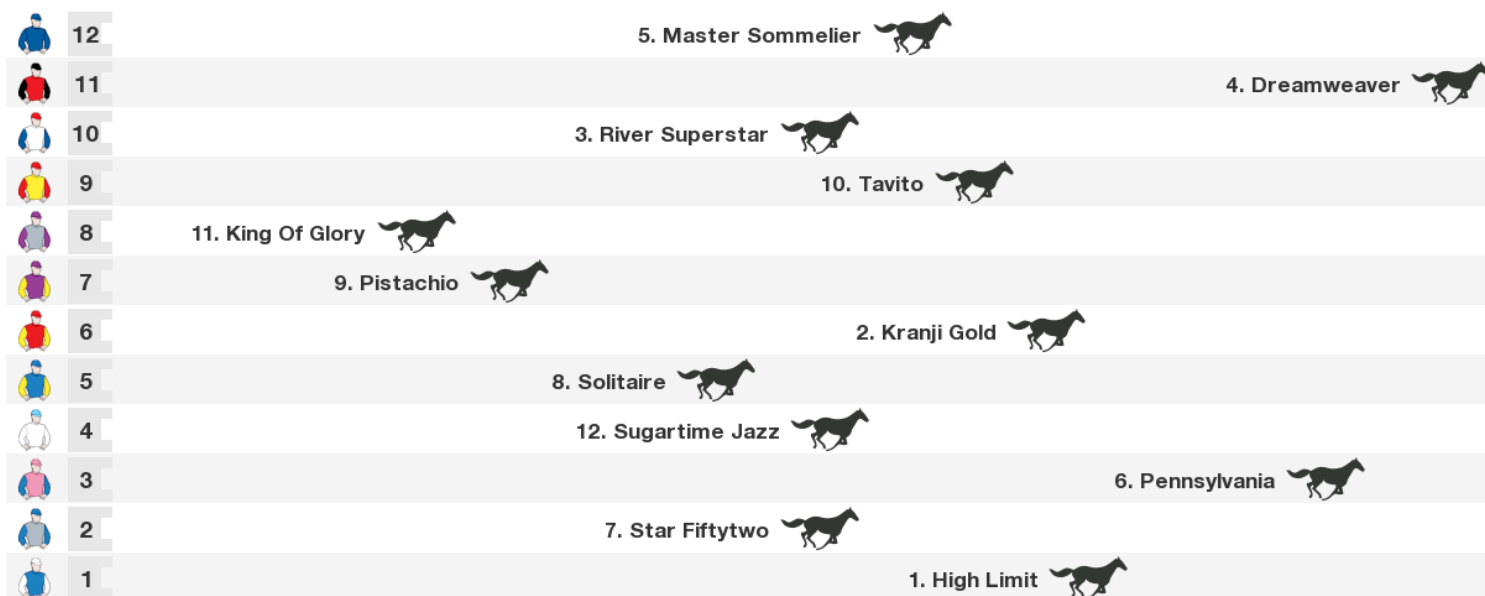 12 5. Master Sommelier
11 4. Dreamweaver
10 3. River Superstar
9 10. Tavito
8 11. King Of Glory
7 9. Pistachio
6 2. Kranji Gold
5 8. Solitaire
4 12. Sugartime Jazz
3 6. Pennsylvania
2 7. Star Fiftytwo
1 1. High Limit